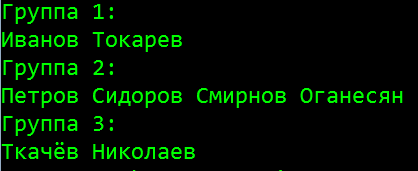 Группа 1:
Иванов Токарев
Группа 2:
Петров Сидоров Смирнов Оганесян
Группа 3:
Ткачёв Николаев